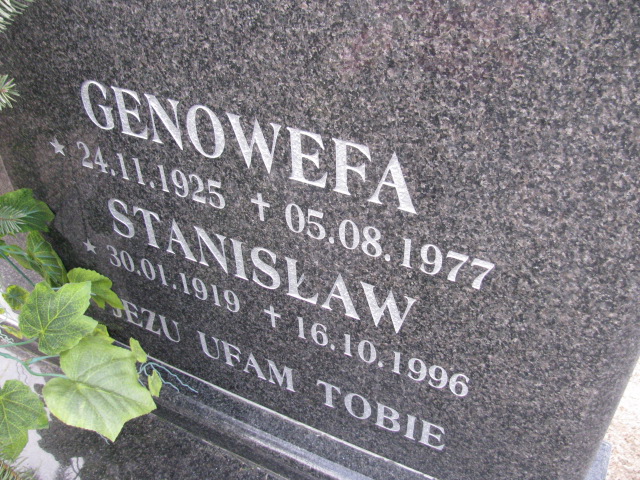 GENOWEFA
* 24.11.1925 ✝ 05.08.1977
STANISŁAW
* 30.01.1919 ✝ 16.10.1996
JEZU UFAM TOBIE